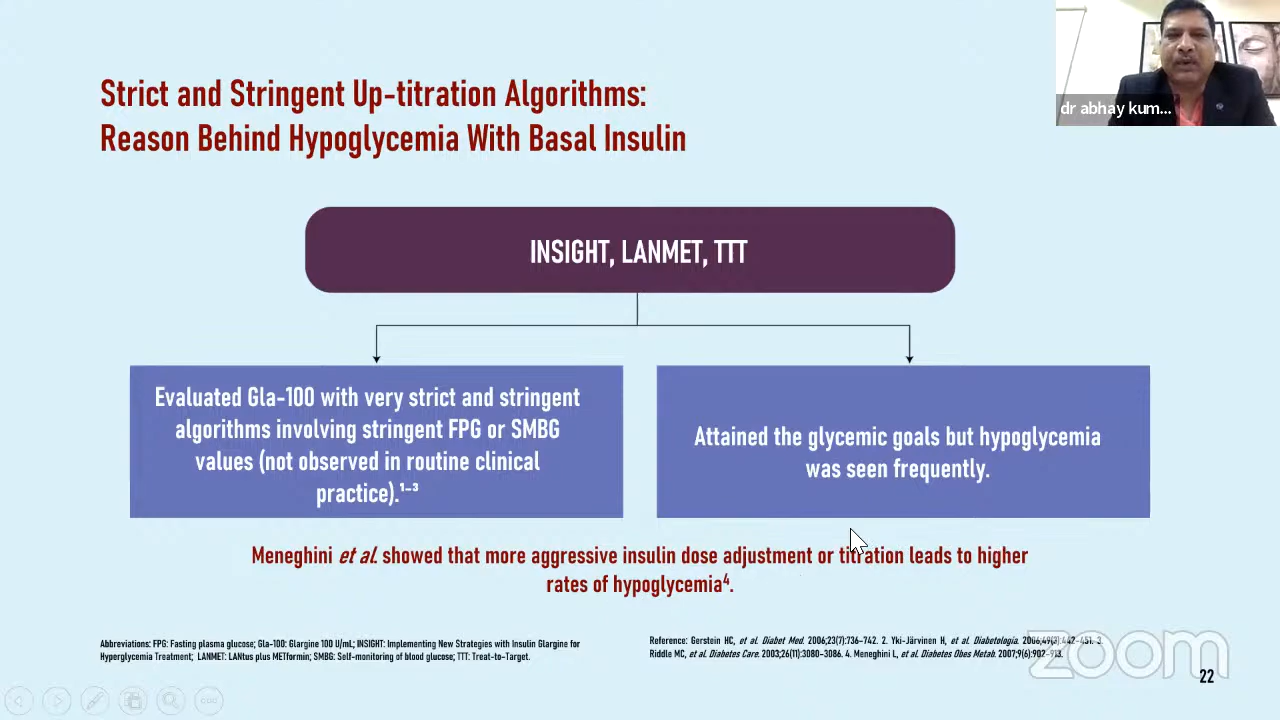 dr abhay kum...
Strict and Stringent Up-titration Algorithms:
Reason Behind Hypoglycemia With Basal Insulin
INSIGHT, LANMET, TTT
Evaluated Gla-100 with very strict and stringent
algorithms involving stringent FPG or SMBG
values (not observed in routine clinical
practice).¹⁻³
Attained the glycemic goals but hypoglycemia
was seen frequently.
Meneghini et al. showed that more aggressive insulin dose adjustment or titration leads to higher
rates of hypoglycemia⁴.
Abbreviations: FPG: Fasting plasma glucose; Gla-100: Glargine 100 U/mL; INSIGHT: Implementing New Strategies with Insulin Glargine for
Hyperglycemia Treatment; LANMET: LANtus plus METformin; SMBG: Self-monitoring of blood glucose; TTT: Treat-to-Target.
Reference: Gerstein HC, et al. Diabet Med. 2006;23(7):736-742. 2. Yki-Järvinen H, et al. Diabetologia. 2006;49(3):442-451. 3.
Riddle MC, et al. Diabetes Care. 2003;26(11):3080-3086. 4. Meneghini L, et al. Diabetes Obes Metab. 2007;9(6):902-913.
zoom
22